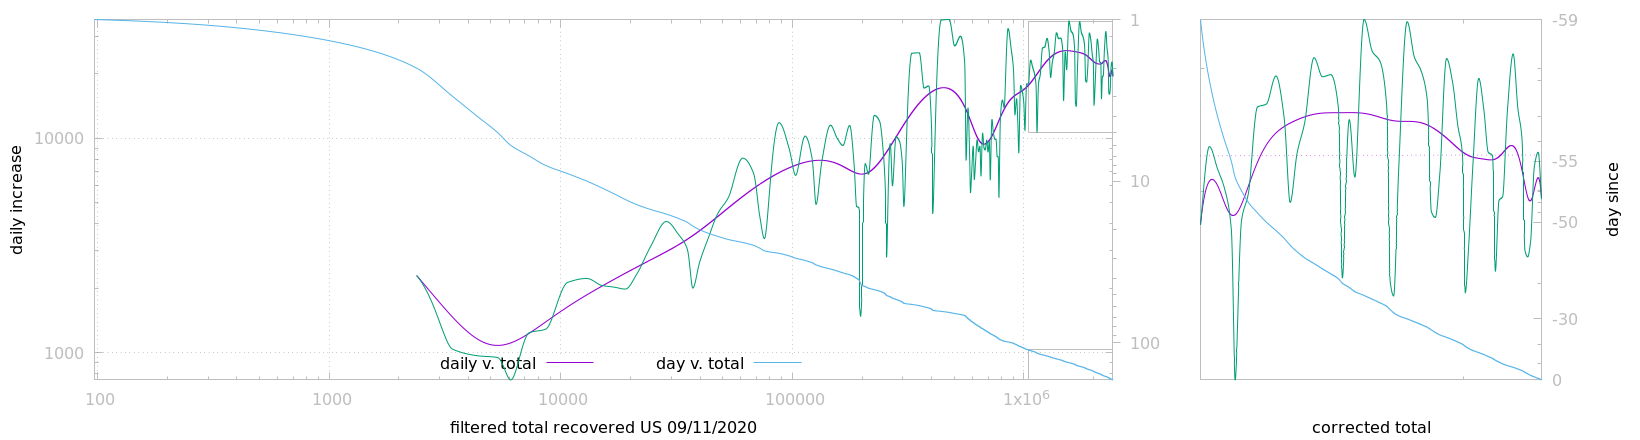 daily increase
10000
1000
100
1000
10000
100000
1x10^6
1
10
100
daily v. total
day v. total
filtered total recovered US 09/11/2020
-59
-55
-50
-30
0
day since
corrected total